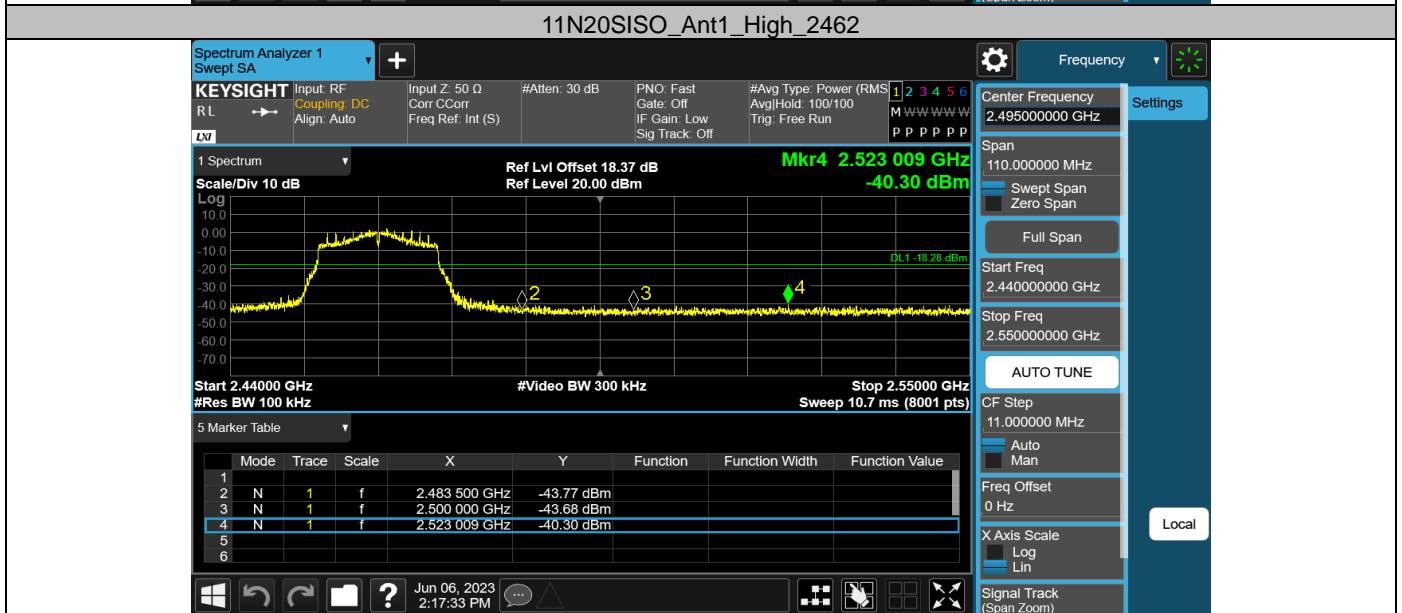 (Span Zoom)
11N20SISO_Ant1_High_2462
Spectrum Analyzer 1
Swept SA
+
Frequency
KEYSIGHT
RL
LXI
Input: RF
Coupling: DC
Align: Auto
Input Z: 50 Ω
Corr CCorr
Freq Ref: Int (S)
#Atten: 30 dB
PNO: Fast
Gate: Off
IF Gain: Low
Sig Track: Off
#Avg Type: Power (RMS
Avg|Hold: 100/100
Trig: Free Run
1 2 3 4 5 6
M W W W W W
P P P P P P
Center Frequency
2.495000000 GHz
Settings
1 Spectrum
Scale/Div 10 dB
Ref Lvl Offset 18.37 dB
Ref Level 20.00 dBm
Mkr4 2.523 009 GHz
-40.30 dBm
Log
10.0
0.00
-10.0
-20.0
-30.0
-40.0
-50.0
-60.0
-70.0
DL1 -18.28 dBm
2
3
4
Start 2.44000 GHz
#Res BW 100 kHz
#Video BW 300 kHz
Stop 2.55000 GHz
Sweep 10.7 ms (8001 pts)
Span
110.000000 MHz
Swept Span
Zero Span
Full Span
Start Freq
2.440000000 GHz
Stop Freq
2.550000000 GHz
AUTO TUNE
CF Step
11.000000 MHz
Auto
Man
Freq Offset
0 Hz
X Axis Scale
Log
Lin
Signal Track
(Span Zoom)
Local
5 Marker Table
Mode Trace Scale X Y Function Function Width Function Value
1
2 N 1 f 2.483 500 GHz -43.77 dBm
3 N 1 f 2.500 000 GHz -43.68 dBm
4 N 1 f 2.523 009 GHz -40.30 dBm
5
6
?
Jun 06, 2023
2:17:33 PM